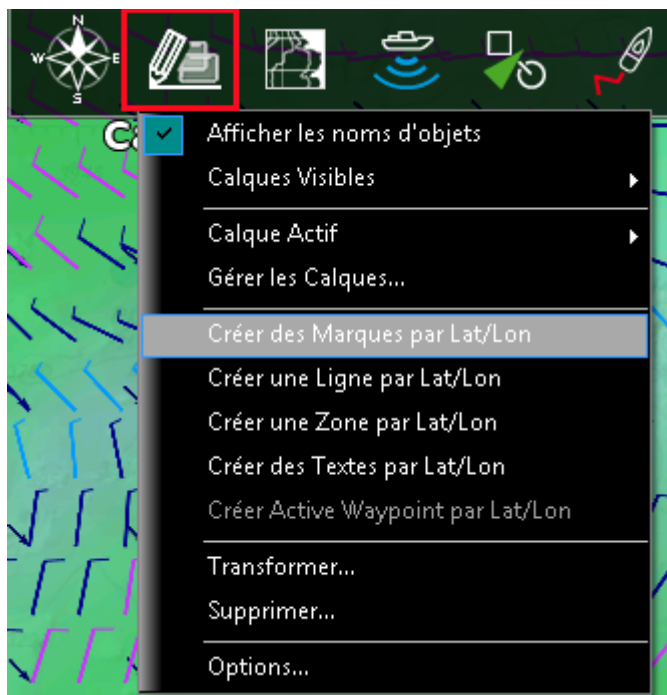 N
W E
S
Ca
Afficher les noms d'objets
Calques Visibles
Calque Actif
Gérer les Calques...
Créer des Marques par Lat/Lon
Créer une Ligne par Lat/Lon
Créer une Zone par Lat/Lon
Créer des Textes par Lat/Lon
Créer Active Waypoint par Lat/Lon
Transformer...
Supprimer...
Options...